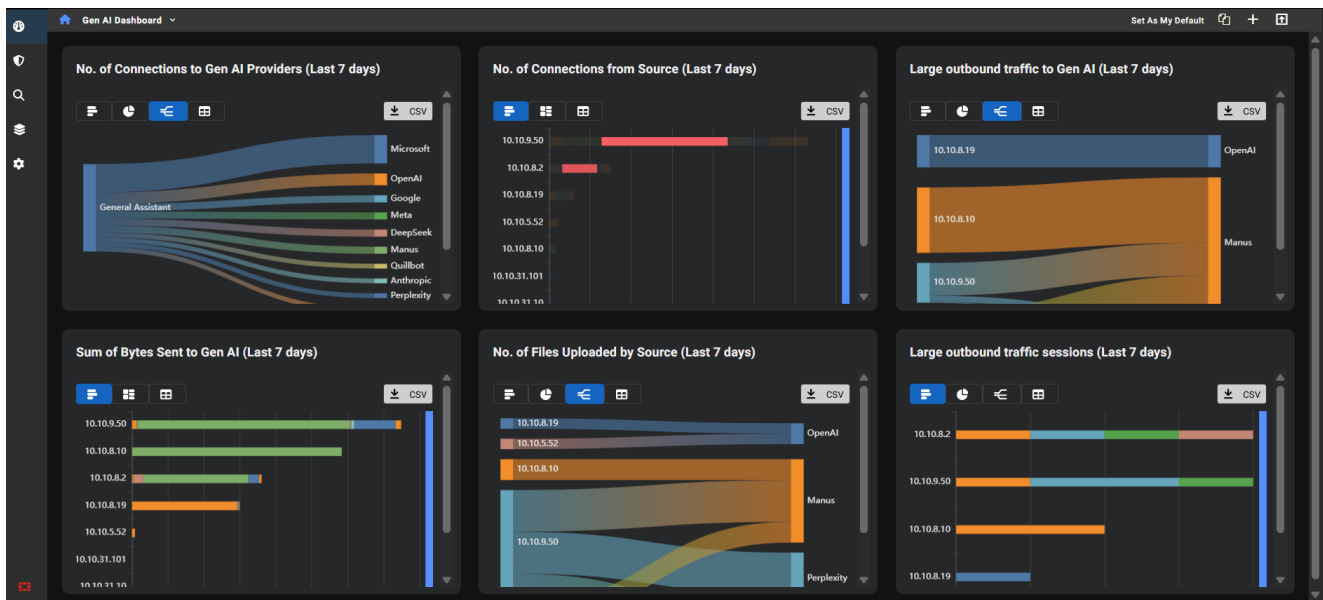 Gen AI Dashboard
Set As My Default
No. of Connections to Gen AI Providers (Last 7 days)
CSV
General Assistant
Microsoft
OpenAI
Google
Meta
DeepSeek
Manus
Quillbot
Anthropic
Perplexity
No. of Connections from Source (Last 7 days)
CSV
10.10.9.50
10.10.8.2
10.10.8.19
10.10.5.52
10.10.8.10
10.10.31.101
10.10.31.10
Large outbound traffic to Gen AI (Last 7 days)
CSV
10.10.8.19
OpenAI
10.10.8.10
Manus
10.10.9.50
Sum of Bytes Sent to Gen AI (Last 7 days)
CSV
10.10.9.50
10.10.8.10
10.10.8.2
10.10.8.19
10.10.5.52
10.10.31.101
10.10.31.10
No. of Files Uploaded by Source (Last 7 days)
CSV
10.10.8.19
OpenAI
10.10.5.52
10.10.8.10
Manus
10.10.9.50
Perplexity
Large outbound traffic sessions (Last 7 days)
CSV
10.10.8.2
10.10.9.50
10.10.8.10
10.10.8.19